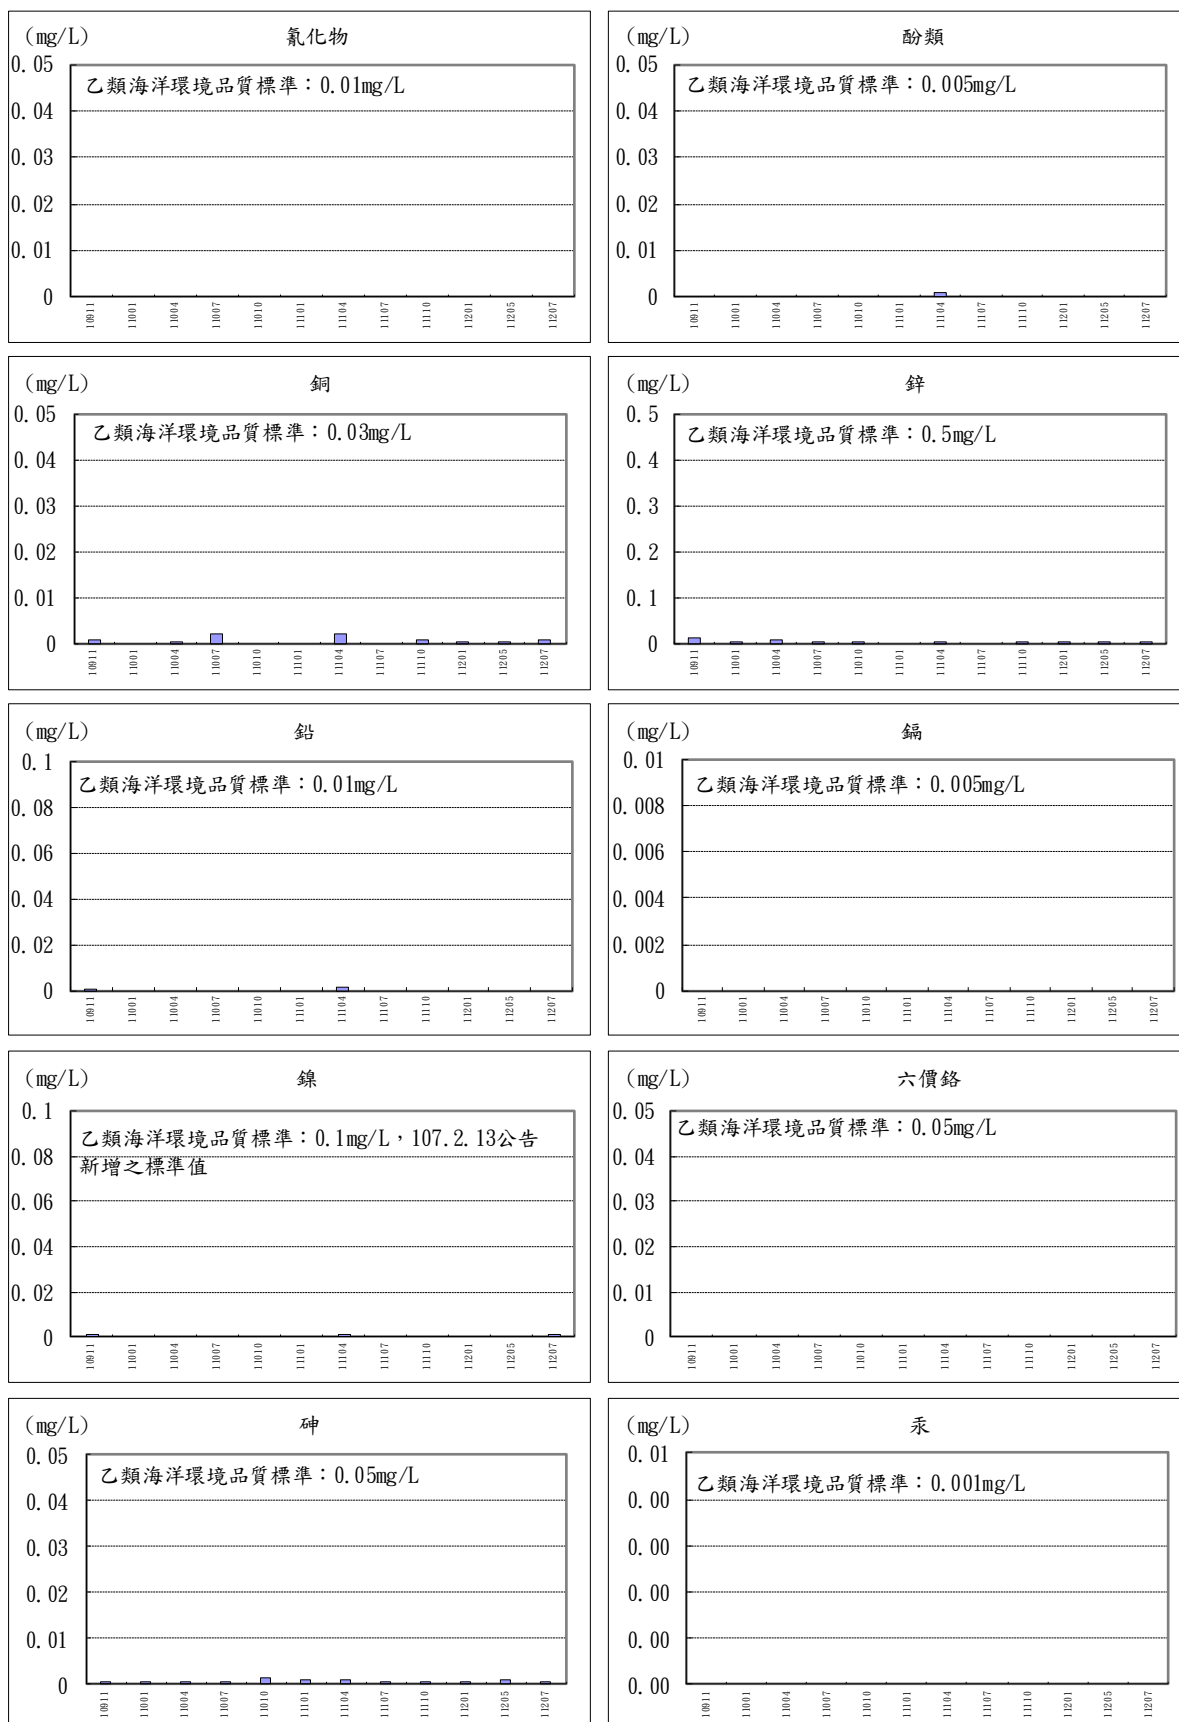 (mg/L) 氰化物
0.05
乙類海洋環境品質標準：0.01mg/L
0.04
0.03
0.02
0.01
0
10911 11001 11004 11007 11010 11101 11104 11107 11110 11201 11205 11207
(mg/L) 酚類
0.05
乙類海洋環境品質標準：0.005mg/L
0.04
0.03
0.02
0.01
0
10911 11001 11004 11007 11010 11101 11104 11107 11110 11201 11205 11207
(mg/L) 銅
0.05
乙類海洋環境品質標準：0.03mg/L
0.04
0.03
0.02
0.01
0
10911 11001 11004 11007 11010 11101 11104 11107 11110 11201 11205 11207
(mg/L) 鋅
0.5
乙類海洋環境品質標準：0.5mg/L
0.4
0.3
0.2
0.1
0
10911 11001 11004 11007 11010 11101 11104 11107 11110 11201 11205 11207
(mg/L) 鉛
0.1
乙類海洋環境品質標準：0.01mg/L
0.08
0.06
0.04
0.02
0
10911 11001 11004 11007 11010 11101 11104 11107 11110 11201 11205 11207
(mg/L) 鎘
0.01
乙類海洋環境品質標準：0.005mg/L
0.008
0.006
0.004
0.002
0
10911 11001 11004 11007 11010 11101 11104 11107 11110 11201 11205 11207
(mg/L) 鎳
0.1
乙類海洋環境品質標準：0.1mg/L，107.2.13公告
新增之標準值
0.08
0.06
0.04
0.02
0
10911 11001 11004 11007 11010 11101 11104 11107 11110 11201 11205 11207
(mg/L) 六價鉻
0.05
乙類海洋環境品質標準：0.05mg/L
0.04
0.03
0.02
0.01
0
10911 11001 11004 11007 11010 11101 11104 11107 11110 11201 11205 11207
(mg/L) 砷
0.05
乙類海洋環境品質標準：0.05mg/L
0.04
0.03
0.02
0.01
0
10911 11001 11004 11007 11010 11101 11104 11107 11110 11201 11205 11207
(mg/L) 汞
0.01
乙類海洋環境品質標準：0.001mg/L
0.00
0.00
0.00
0.00
0.00
10911 11001 11004 11007 11010 11101 11104 11107 11110 11201 11205 11207